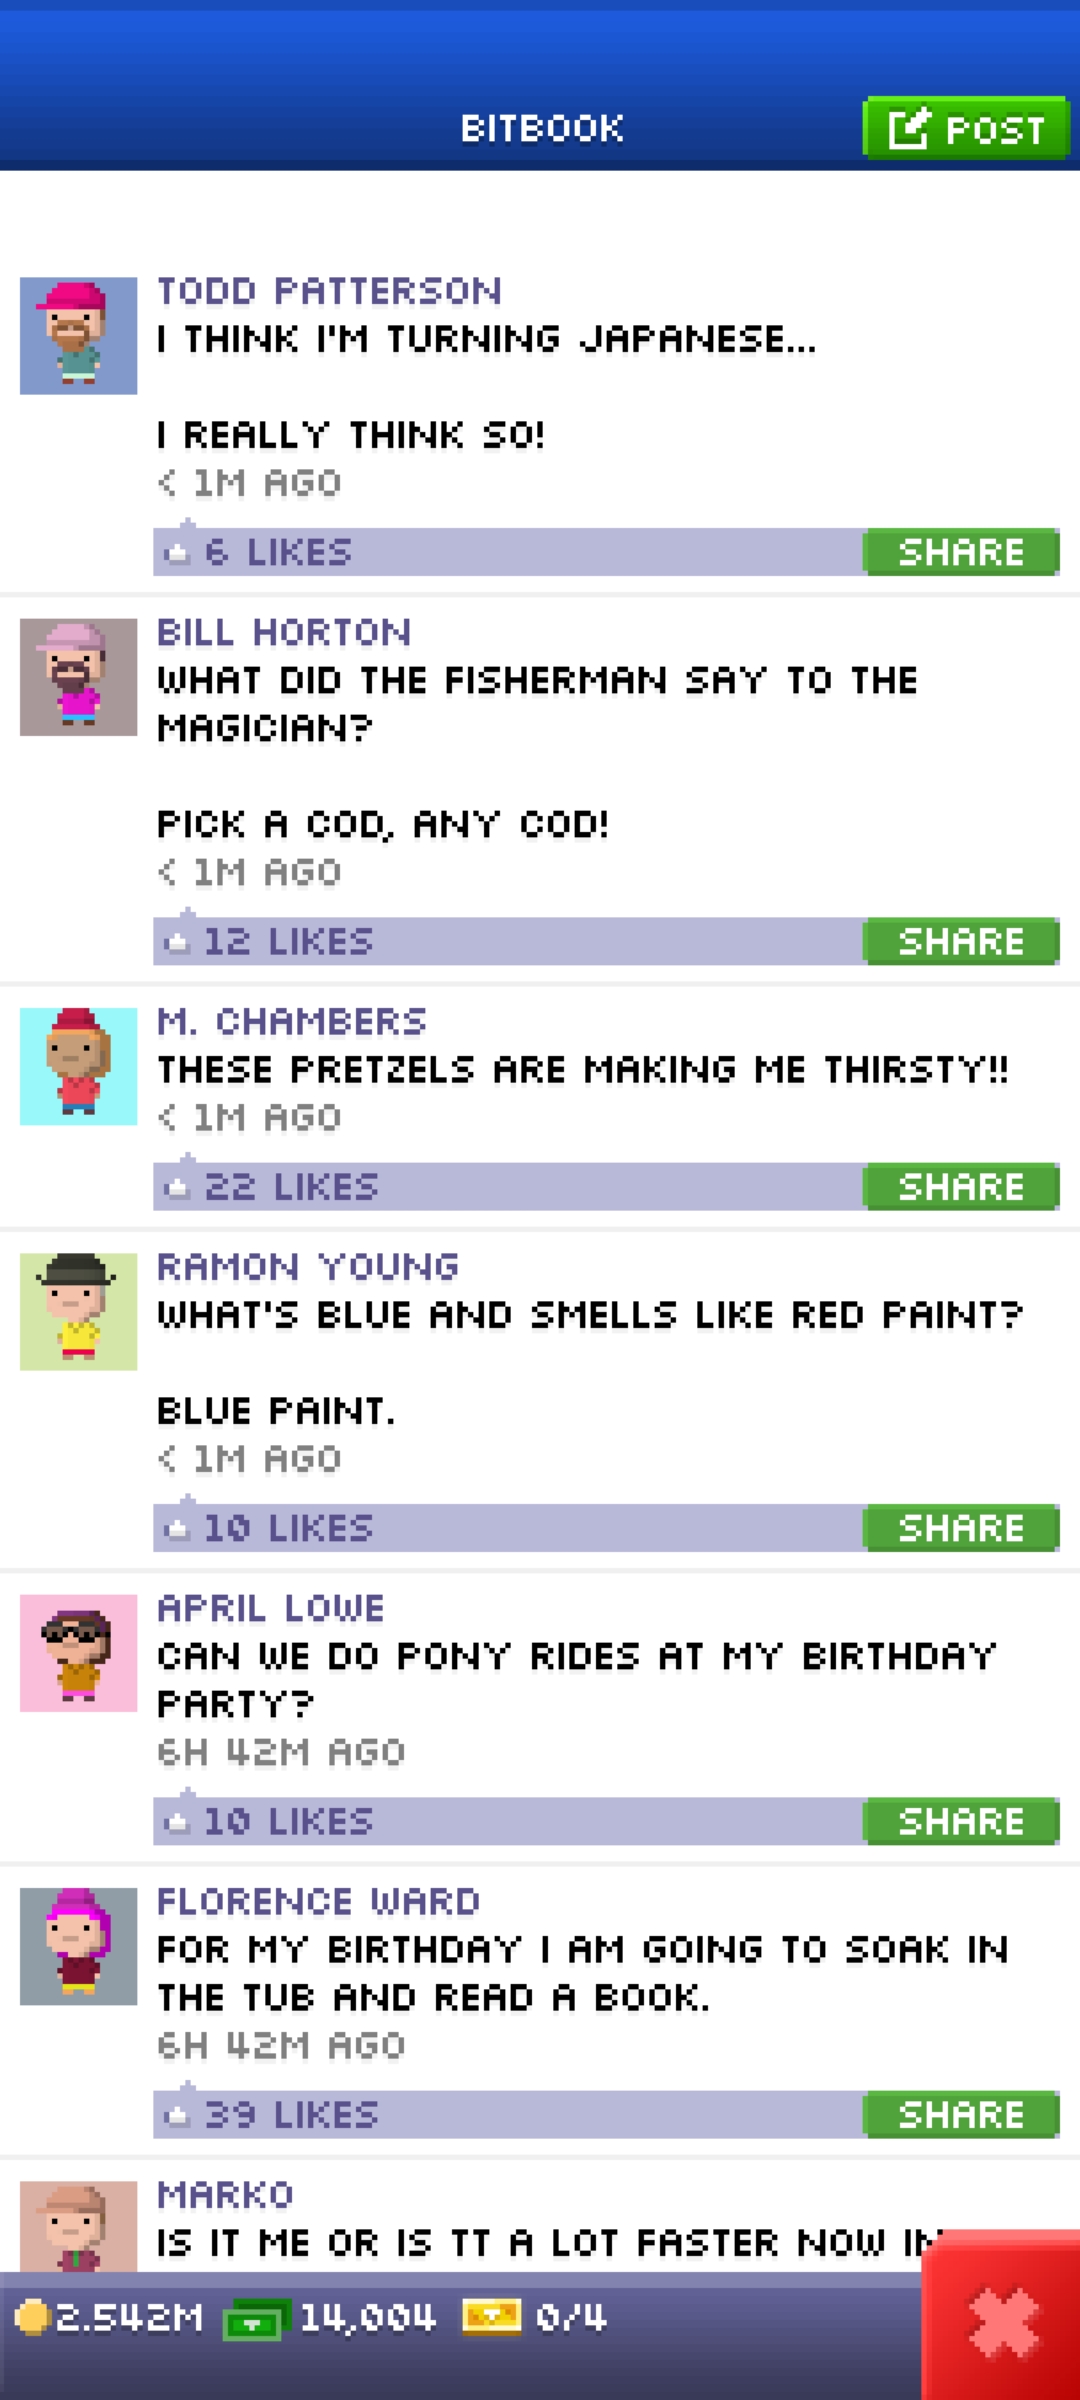 BITBOOK
POST
TODD PATTERSON
I THINK I'M TURNING JAPANESE...
I REALLY THINK SO!
< 1M AGO
6 LIKES
SHARE
BILL HORTON
WHAT DID THE FISHERMAN SAY TO THE
MAGICIAN?
PICK A COD, ANY COD!
< 1M AGO
12 LIKES
SHARE
M. CHAMBERS
THESE PRETZELS ARE MAKING ME THIRSTY!!
< 1M AGO
22 LIKES
SHARE
RAMON YOUNG
WHAT'S BLUE AND SMELLS LIKE RED PAINT?
BLUE PAINT.
< 1M AGO
10 LIKES
SHARE
APRIL LOWE
CAN WE DO PONY RIDES AT MY BIRTHDAY
PARTY?
6H 42M AGO
10 LIKES
SHARE
FLORENCE WARD
FOR MY BIRTHDAY I AM GOING TO SOAK IN
THE TUB AND READ A BOOK.
6H 42M AGO
39 LIKES
SHARE
MARKO
IS IT ME OR IS TT A LOT FASTER NOW IN
2.542M
14,004
0/4